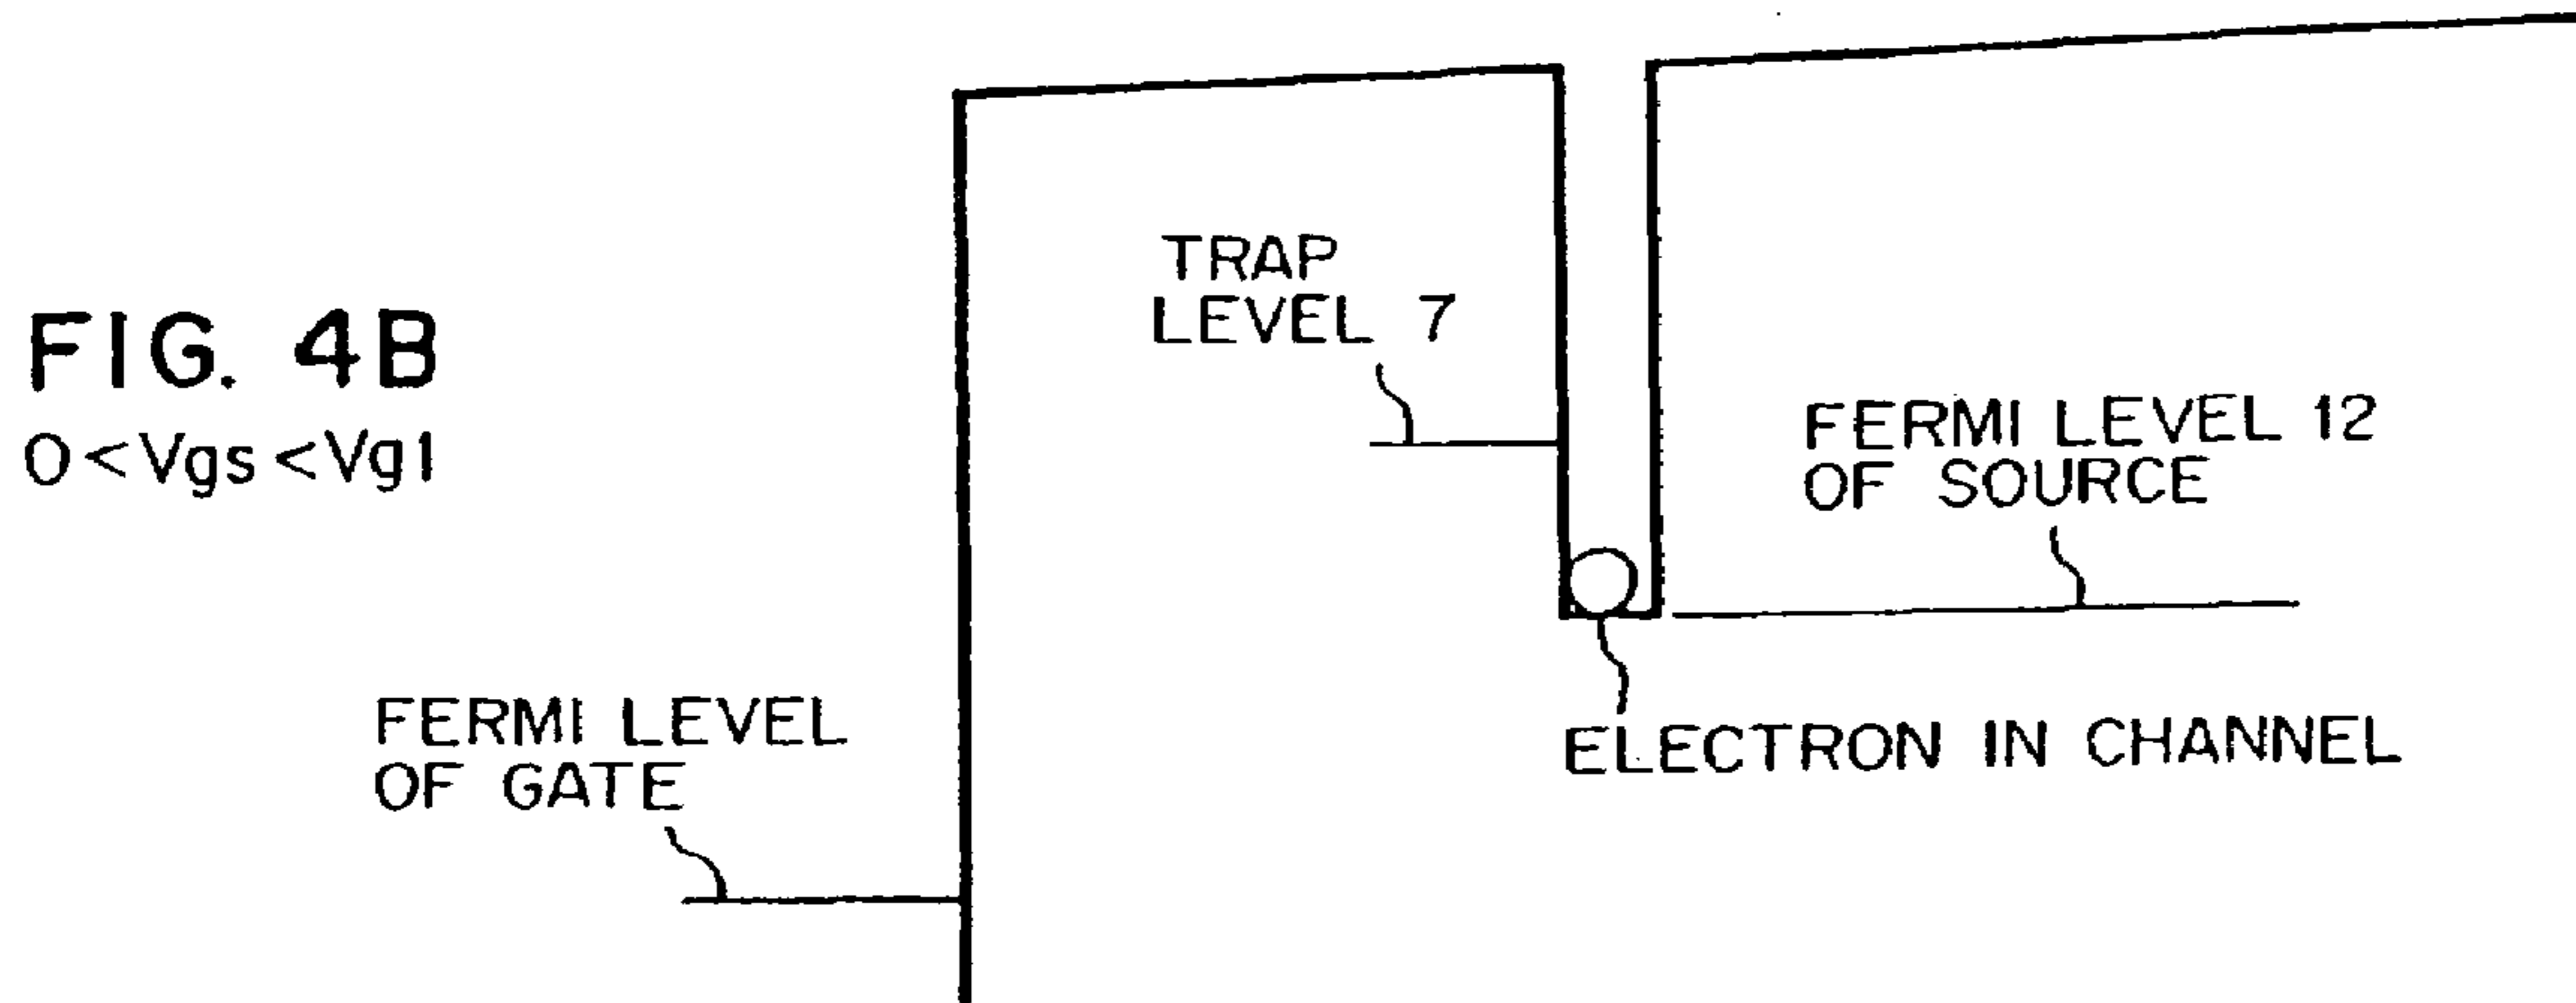 FIG. 4B
0<Vgs<Vg1
TRAP
LEVEL 7
FERMI LEVEL 12
OF SOURCE
FERMI LEVEL
OF GATE
ELECTRON IN CHANNEL